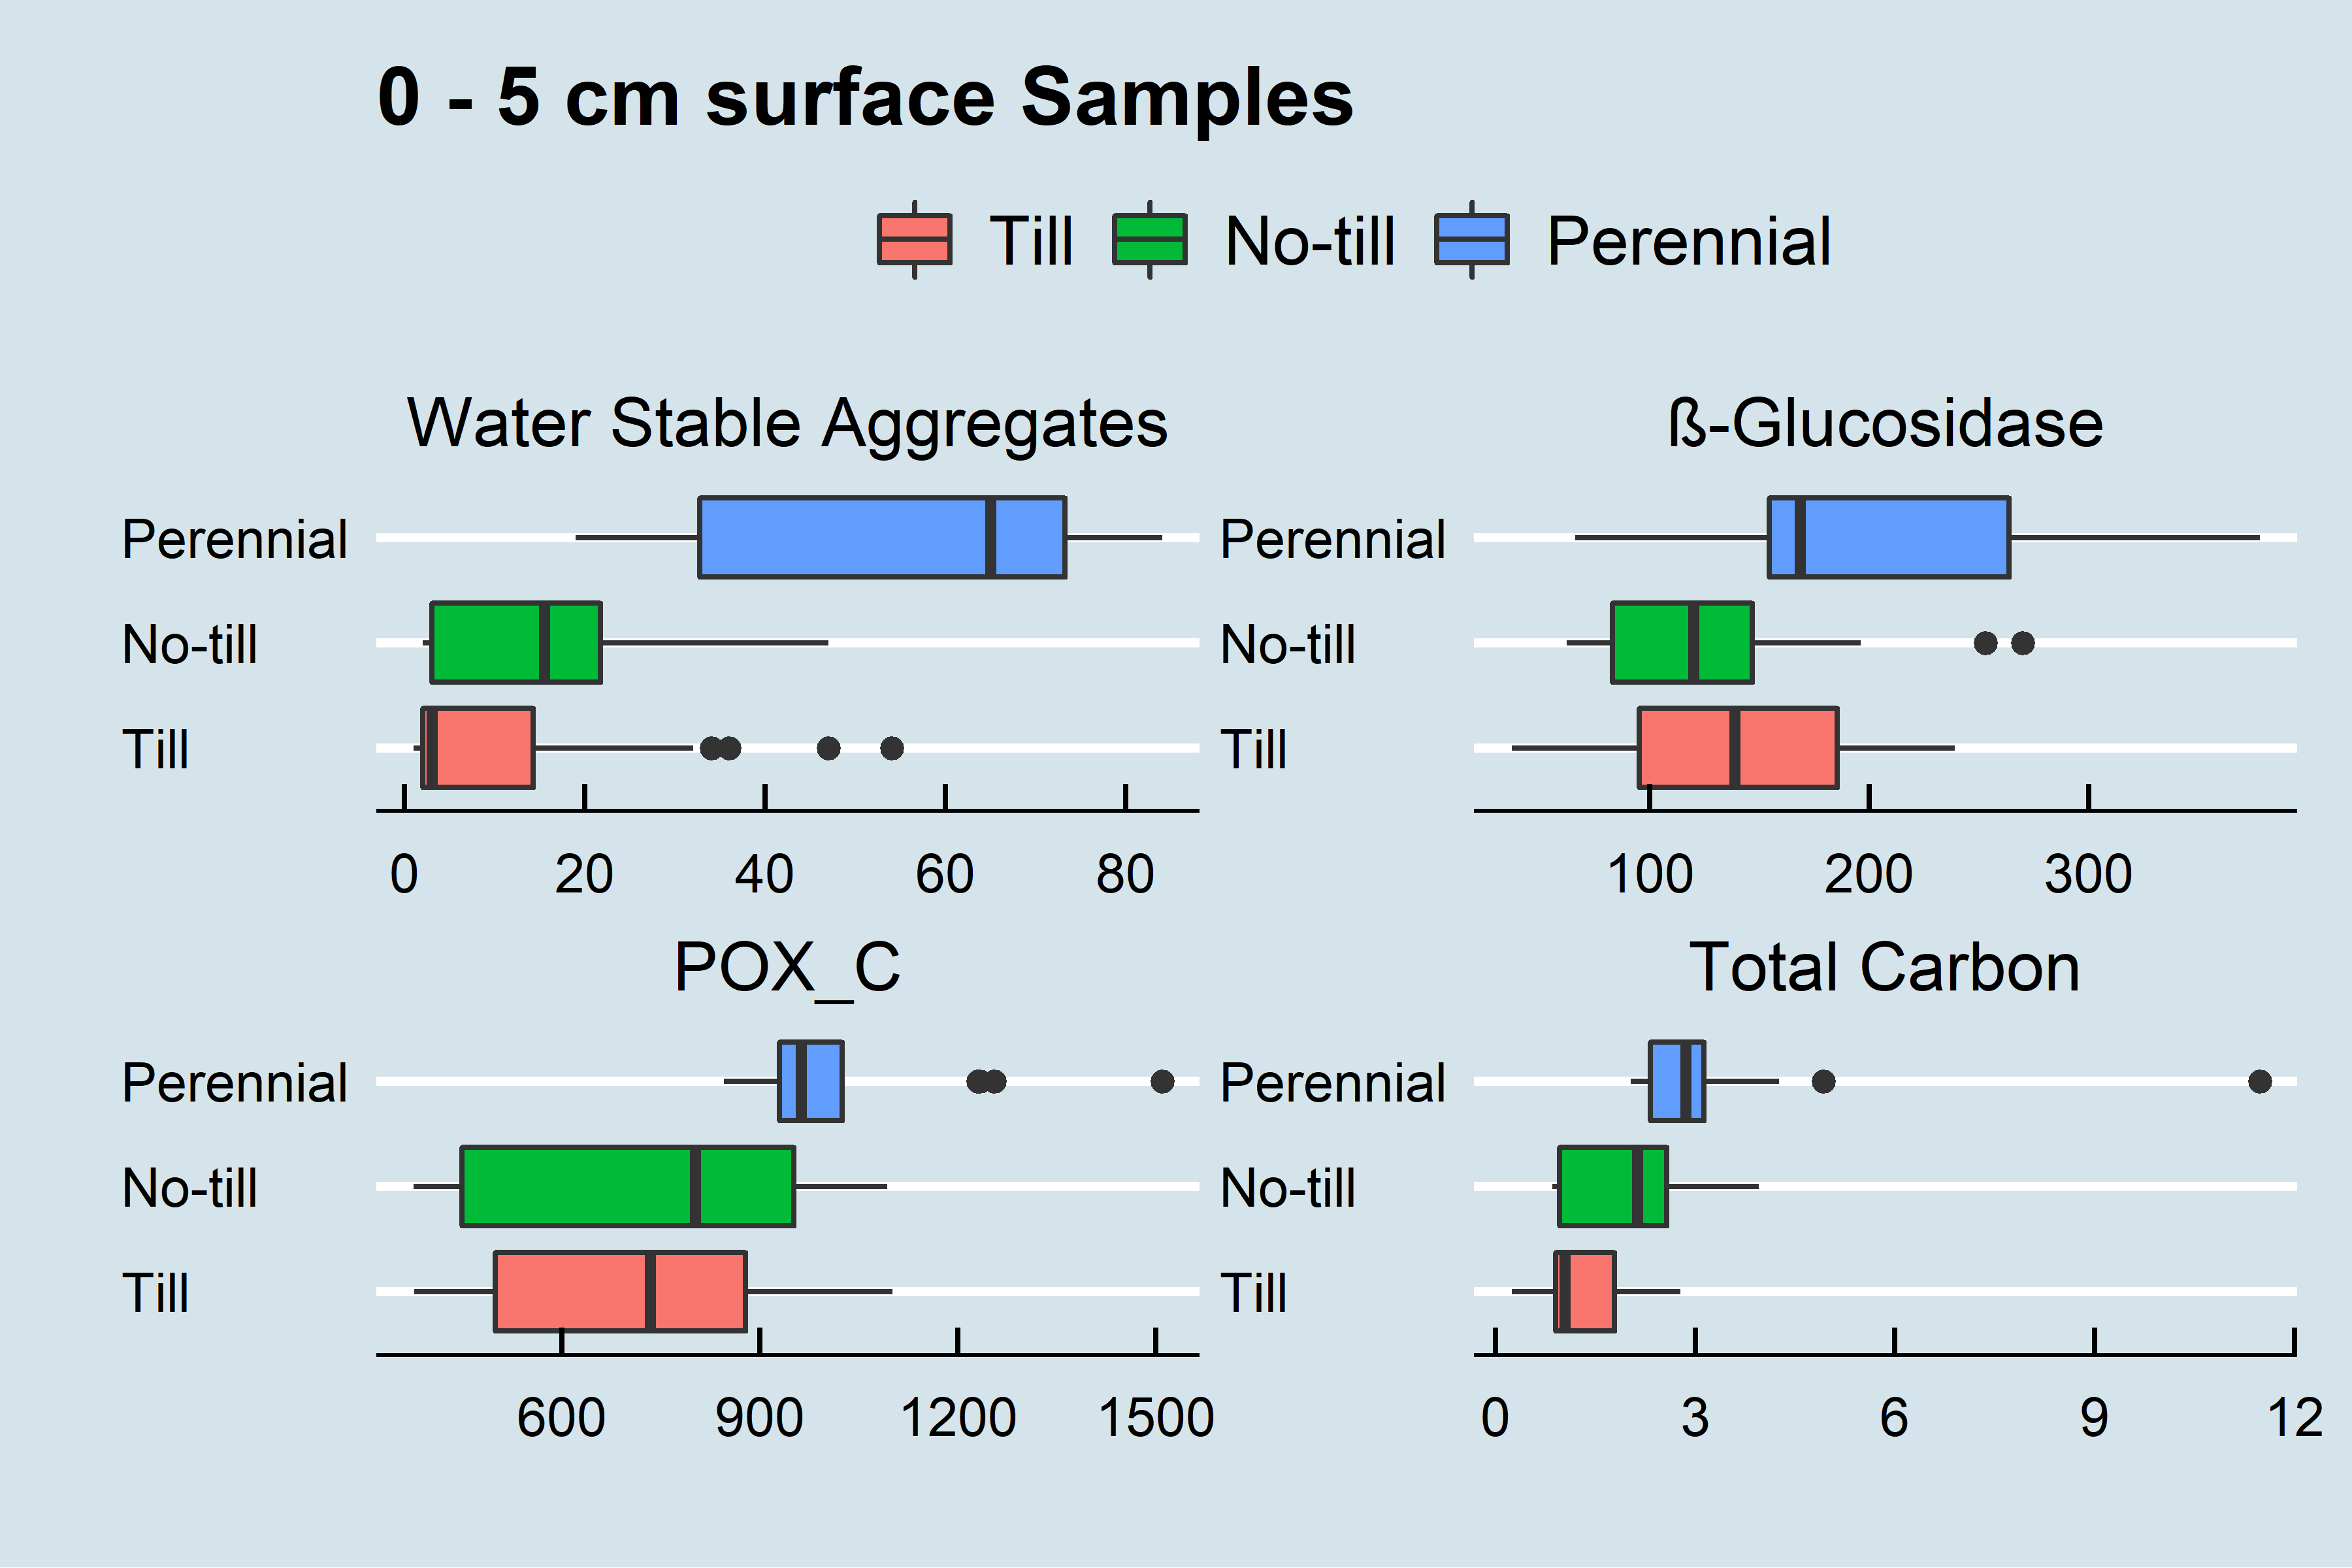 0 - 5 cm surface Samples
Till No-till Perennial
Water Stable Aggregates
Perennial
No-till
Till
0 20 40 60 80
ß-Glucosidase
Perennial
No-till
Till
100 200 300
POX_C
Perennial
No-till
Till
600 900 1200 1500
Total Carbon
Perennial
No-till
Till
0 3 6 9 12